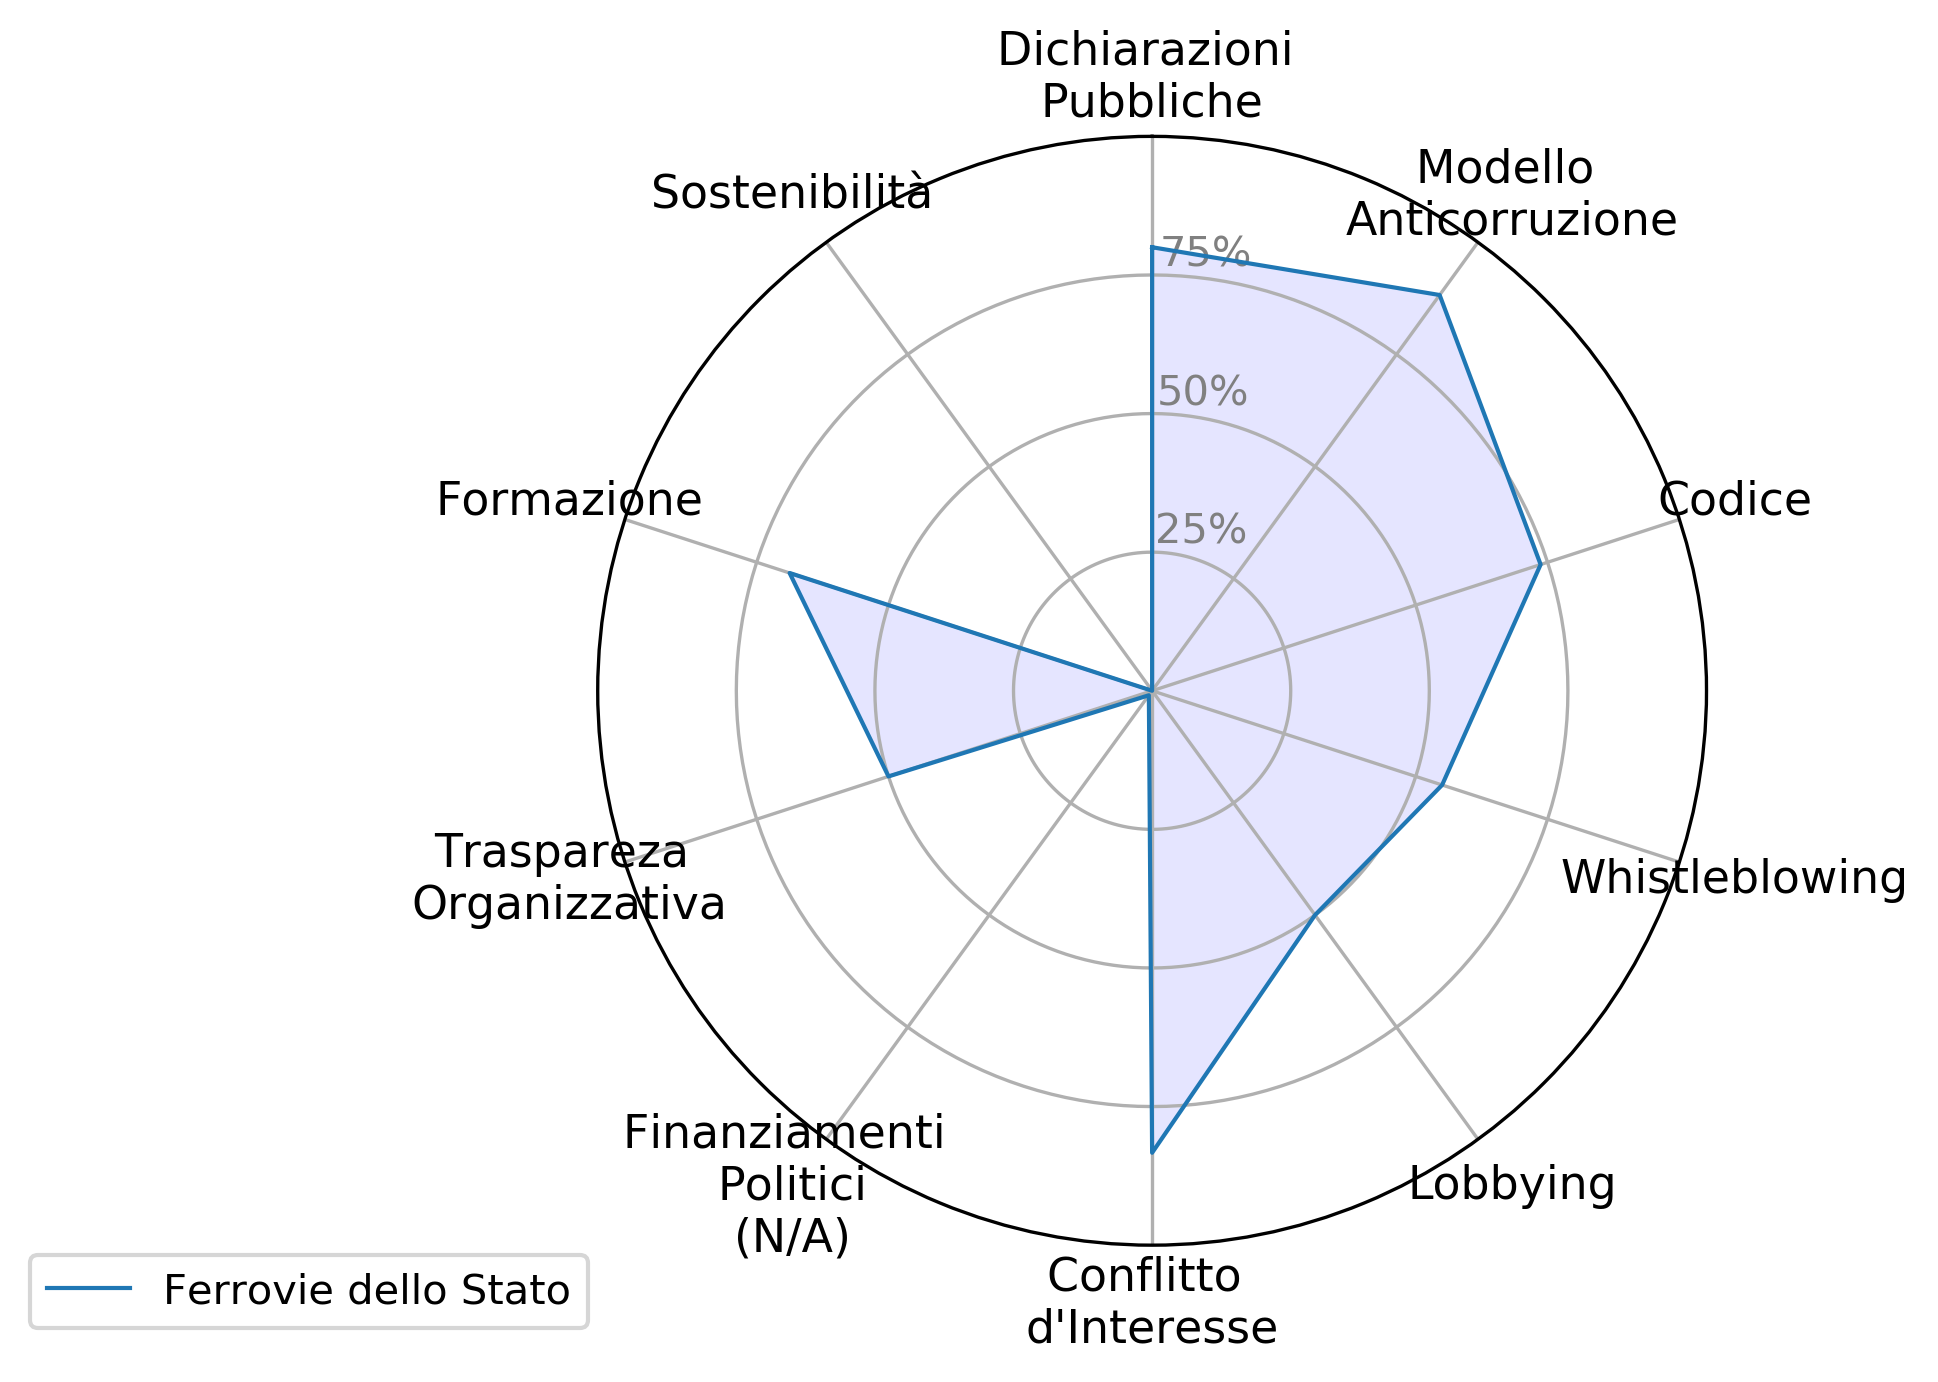 Dichiarazioni
Pubbliche
Modello
Anticorruzione
Sostenibilità
75%
50%
25%
Formazione
Codice
Traspareza
Organizzativa
Whistleblowing
Finanziamenti
Politici
(N/A)
Lobbying
Conflitto
d'Interesse
Ferrovie dello Stato